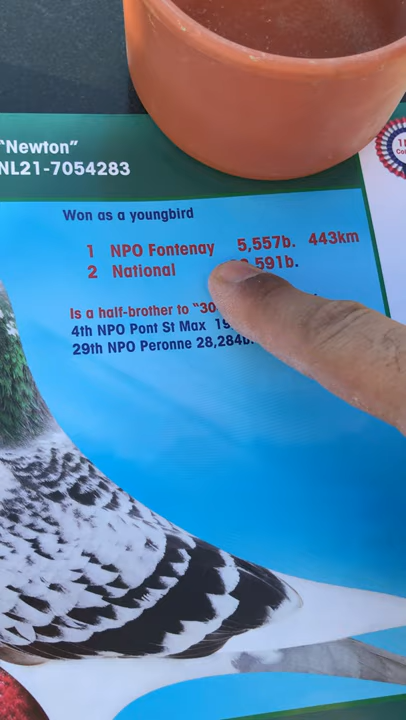 "Newton"
NL21-7054283
Won as a youngbird
1 NPO Fontenay 5,557b. 443km
2 National 591b.
Is a half-brother to "30
4th NPO Pont St Max
29th NPO Peronne 28,284b.